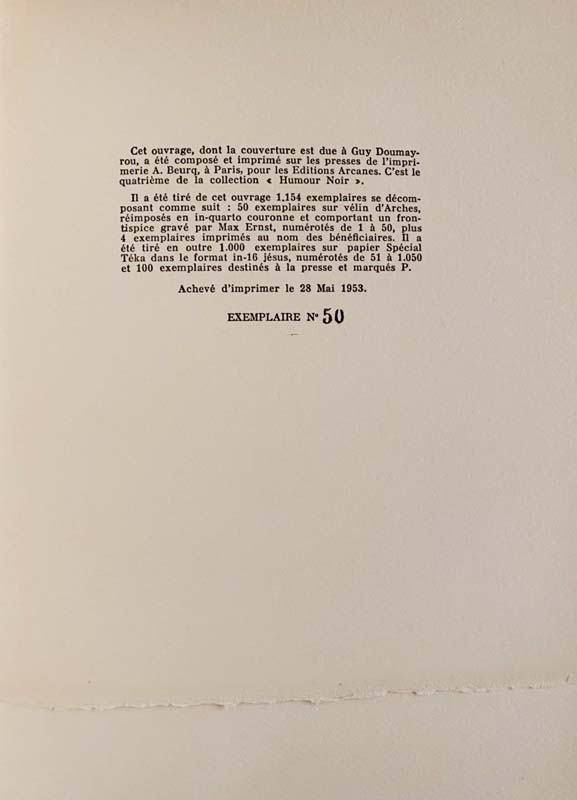 Cet ouvrage, dont la couverture est due à Guy Doumay-
rou, a été composé et imprimé sur les presses de l'impri-
merie A. Beurq, à Paris, pour les Editions Arcanes. C'est le
quatrième de la collection « Humour Noir ».
Il a été tiré de cet ouvrage 1.154 exemplaires se décom-
posant comme suit : 50 exemplaires sur vélin d'Arches,
réimposés en in-quarto couronne et comportant un fron-
tispice gravé par Max Ernst, numérotés de 1 à 50, plus
4 exemplaires imprimés au nom des bénéficiaires. Il a
été tiré en outre 1.000 exemplaires sur papier Spécial
Téka dans le format in-16 jésus, numérotés de 51 à 1.050
et 100 exemplaires destinés à la presse et marqués P.
Achevé d'imprimer le 28 Mai 1953.
EXEMPLAIRE N° 50